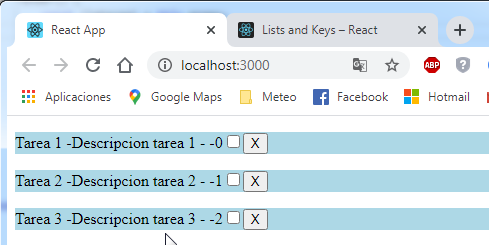 React App
Lists and Keys – React
localhost:3000
ABP
Aplicaciones
Google Maps
Meteo
Facebook
Hotmail
Tarea 1 -Descripcion tarea 1 - -0 X
Tarea 2 -Descripcion tarea 2 - -1 X
Tarea 3 -Descripcion tarea 3 - -2 X